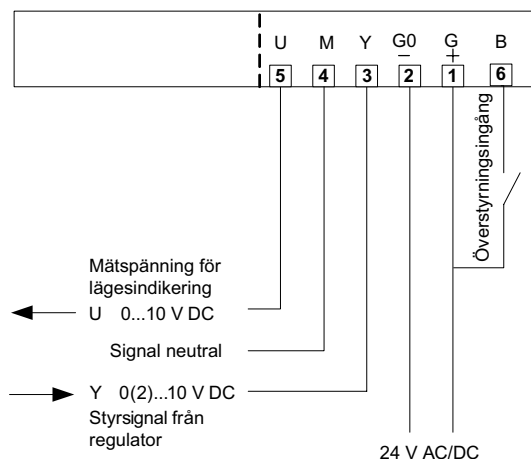 U M Y G0 G B
− +
5 4 3 2 1 6
Överstyrningsingång
Mätspänning för
lägesindikering
U 0...10 V DC
Signal neutral
Y 0(2)...10 V DC
Styrsignal från
regulator
24 V AC/DC